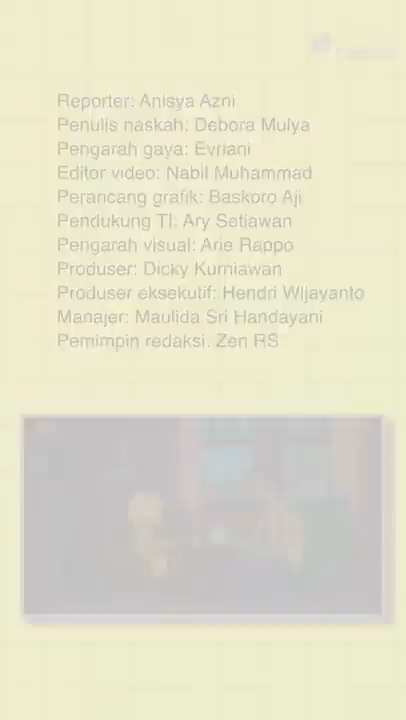 Reporter: Anisya Azni
Penulis naskah: Debora Mulya
Pengarah gaya: Evriani
Editor video: Nabil Muhammad
Perancang grafik: Baskoro Aji
Pendukung TI: Ary Setiawan
Pengarah visual: Arie Rappo
Produser: Dicky Kurniawan
Produser eksekutif: Hendri Wijayanto
Manajer: Maulida Sri Handayani
Pemimpin redaksi: Zen RS